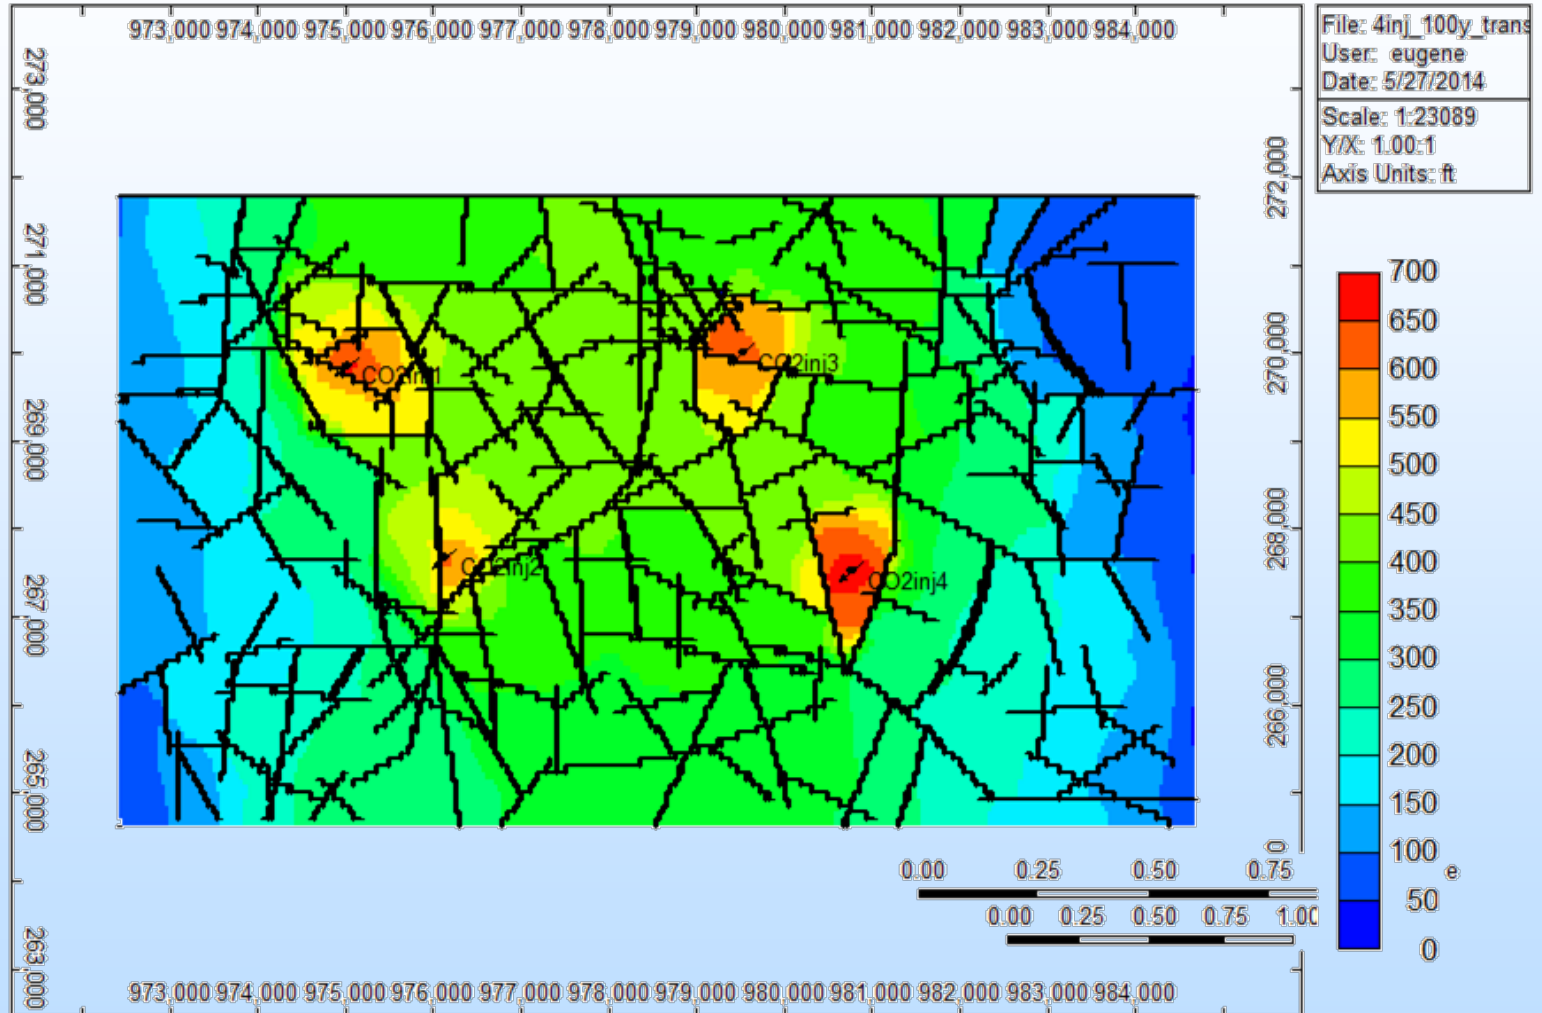 973,000 974,000 975,000 976,000 977,000 978,000 979,000 980,000 981,000 982,000 983,000 984,000
File: 4inj_100y_trans
User: eugene
Date: 5/27/2014
Scale: 1:23089
Y/X: 1.00:1
Axis Units: ft
273,000
271,000
269,000
267,000
265,000
263,000
272,000
270,000
268,000
266,000
0
CO2inj1
CO2inj3
CO2inj2
CO2inj4
700
650
600
550
500
450
400
350
300
250
200
150
100
50
0
e
0.00 0.25 0.50 0.75
0.00 0.25 0.50 0.75 1.00
973,000 974,000 975,000 976,000 977,000 978,000 979,000 980,000 981,000 982,000 983,000 984,000